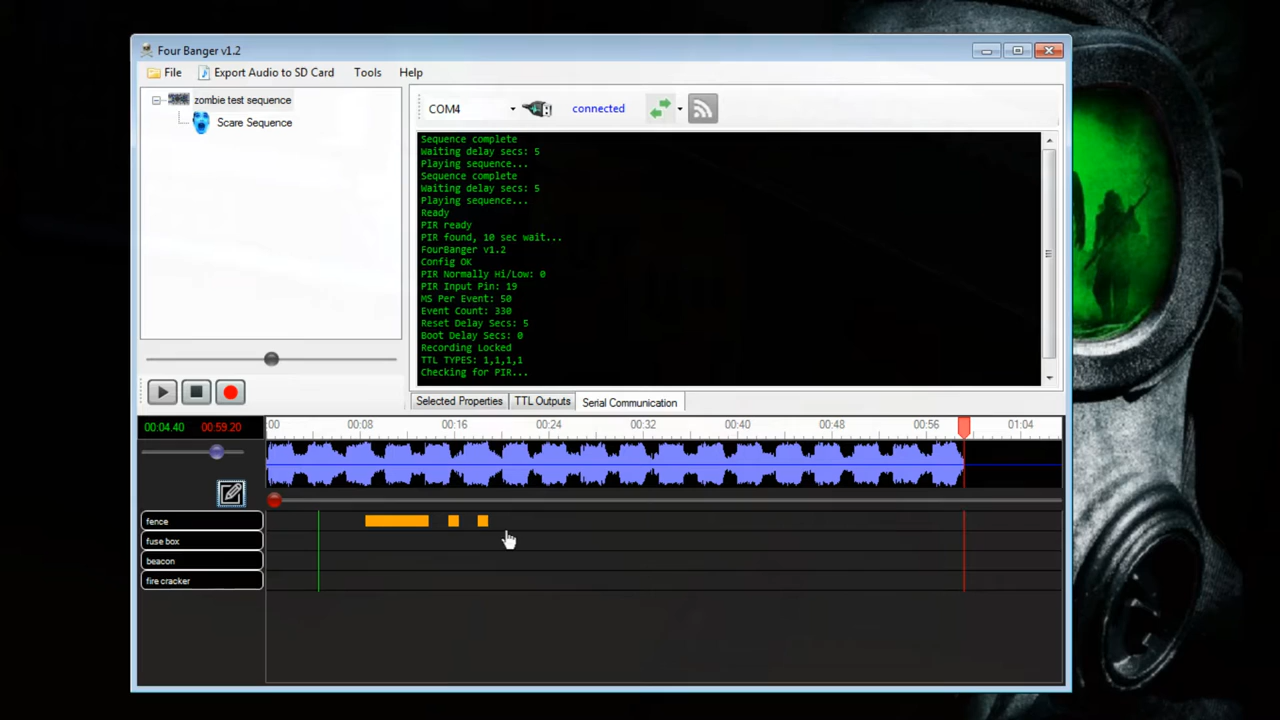 Four Banger v1.2
File Export Audio to SD Card Tools Help
zombie test sequence
Scare Sequence
COM4 connected
Sequence complete
Waiting delay secs: 5
Playing sequence...
Sequence complete
Waiting delay secs: 5
Playing sequence...
Ready
PIR ready
PIR found, 10 sec wait...
FourBanger v1.2
Config OK
PIR Normally Hi/Low: 0
PIR Input Pin: 19
MS Per Event: 50
Event Count: 330
Reset Delay Secs: 5
Boot Delay Secs: 0
Recording Locked
TTL TYPES: 1,1,1,1
Checking for PIR...
Selected Properties TTL Outputs Serial Communication
00:04.40 00:59.20 :00 00:08 00:16 00:24 00:32 00:40 00:48 00:56 01:04
fence
fuse box
beacon
fire cracker